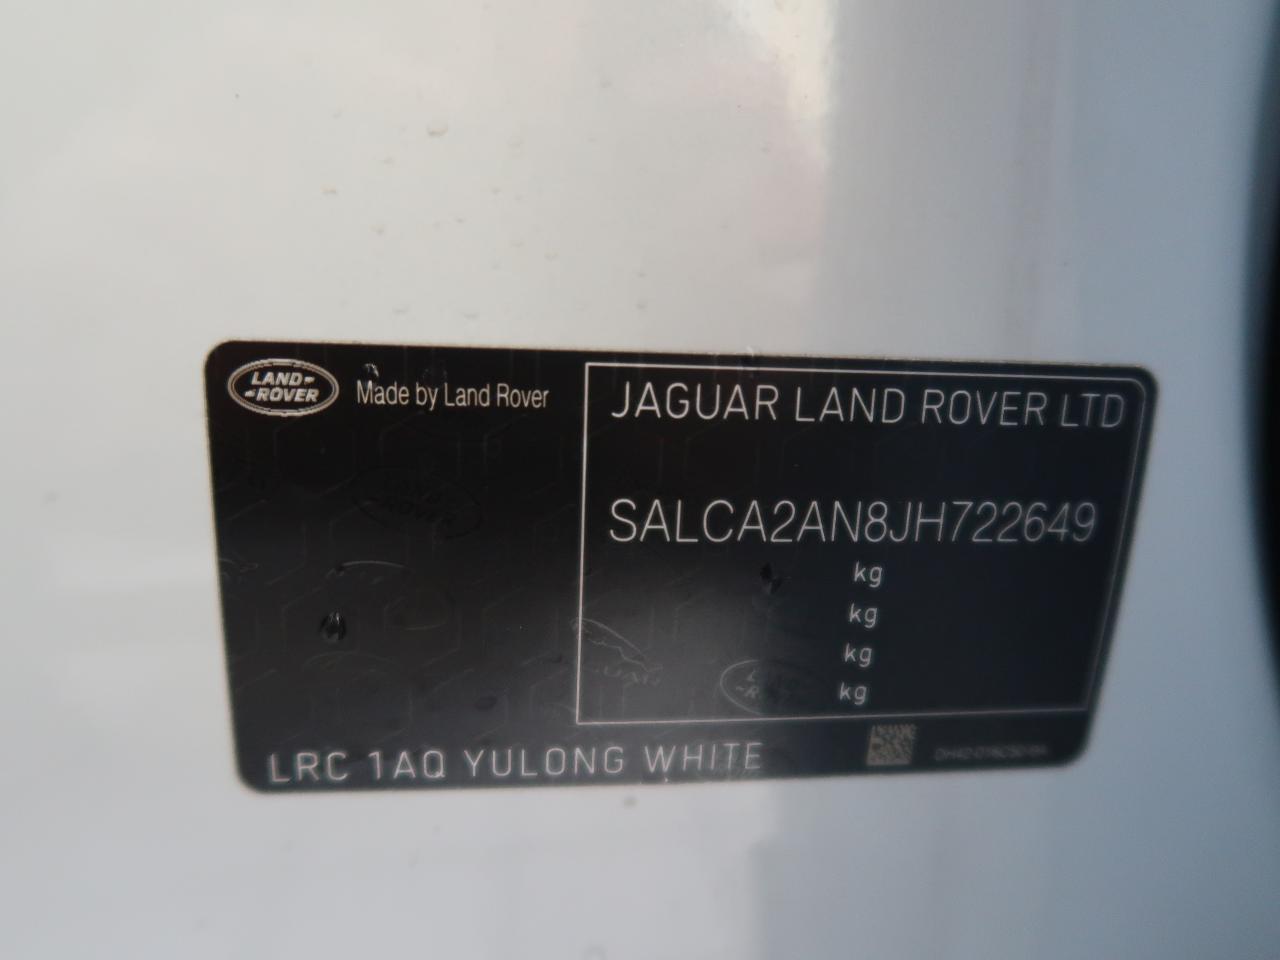 LAND-
-ROVER
Made by Land Rover
JAGUAR LAND ROVER LTD
SALCA2AN8JH722649
kg
kg
kg
kg
LRC 1AQ YULONG WHITE